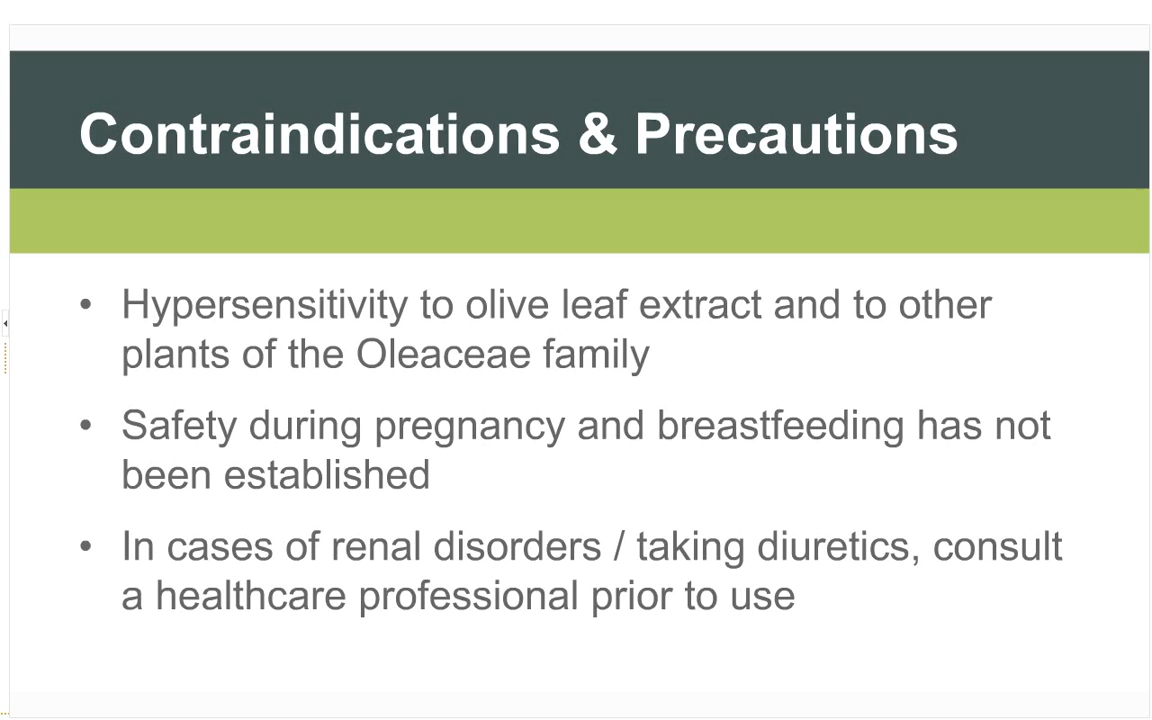 Contraindications & Precautions
• Hypersensitivity to olive leaf extract and to other
plants of the Oleaceae family
• Safety during pregnancy and breastfeeding has not
been established
• In cases of renal disorders / taking diuretics, consult
a healthcare professional prior to use